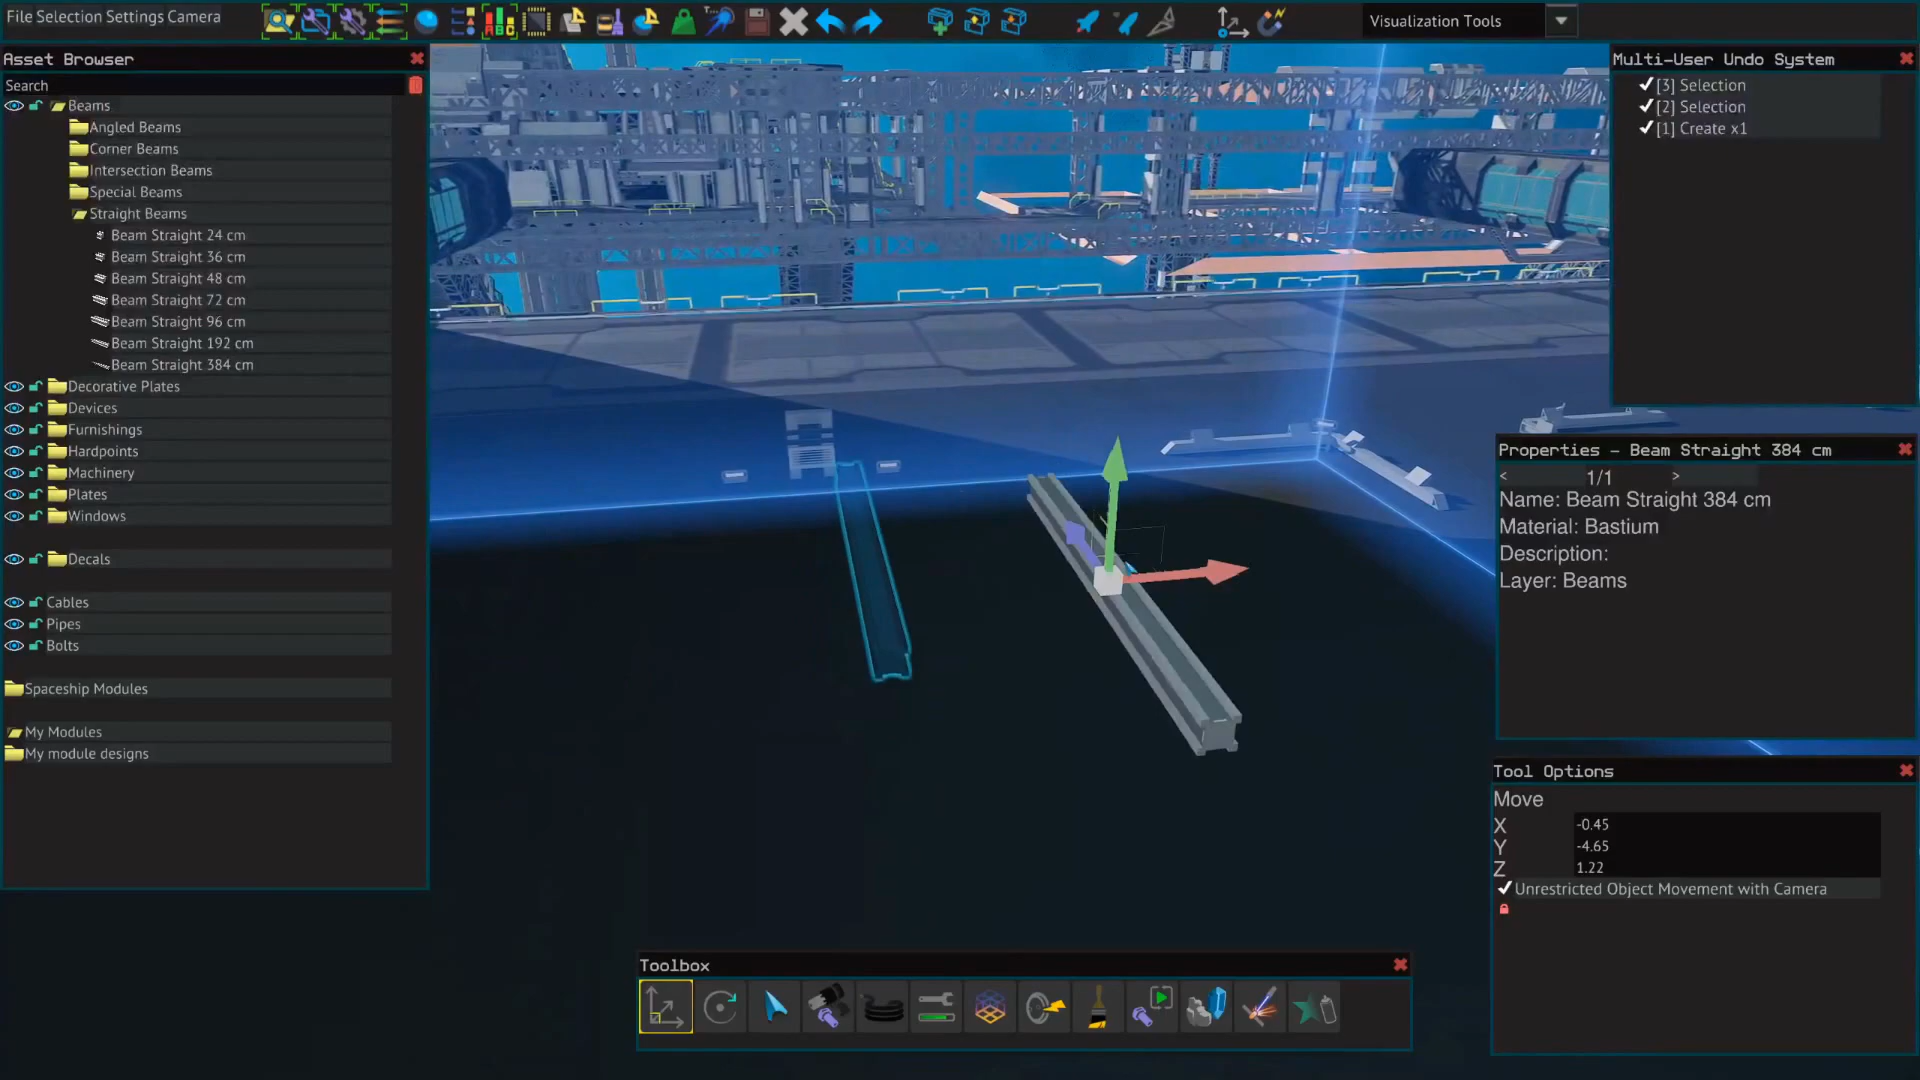 File Selection Settings Camera
Visualization Tools
Asset Browser
Search
Beams
Angled Beams
Corner Beams
Intersection Beams
Special Beams
Straight Beams
Beam Straight 24 cm
Beam Straight 36 cm
Beam Straight 48 cm
Beam Straight 72 cm
Beam Straight 96 cm
Beam Straight 192 cm
Beam Straight 384 cm
Decorative Plates
Devices
Furnishings
Hardpoints
Machinery
Plates
Windows
Decals
Cables
Pipes
Bolts
Spaceship Modules
My Modules
My module designs
Multi-User Undo System
[3] Selection
[2] Selection
[1] Create x1
Properties - Beam Straight 384 cm
< 1/1 >
Name: Beam Straight 384 cm
Material: Bastium
Description:
Layer: Beams
Tool Options
Move
X -0.45
Y -4.65
Z 1.22
Unrestricted Object Movement with Camera
Toolbox
ABC